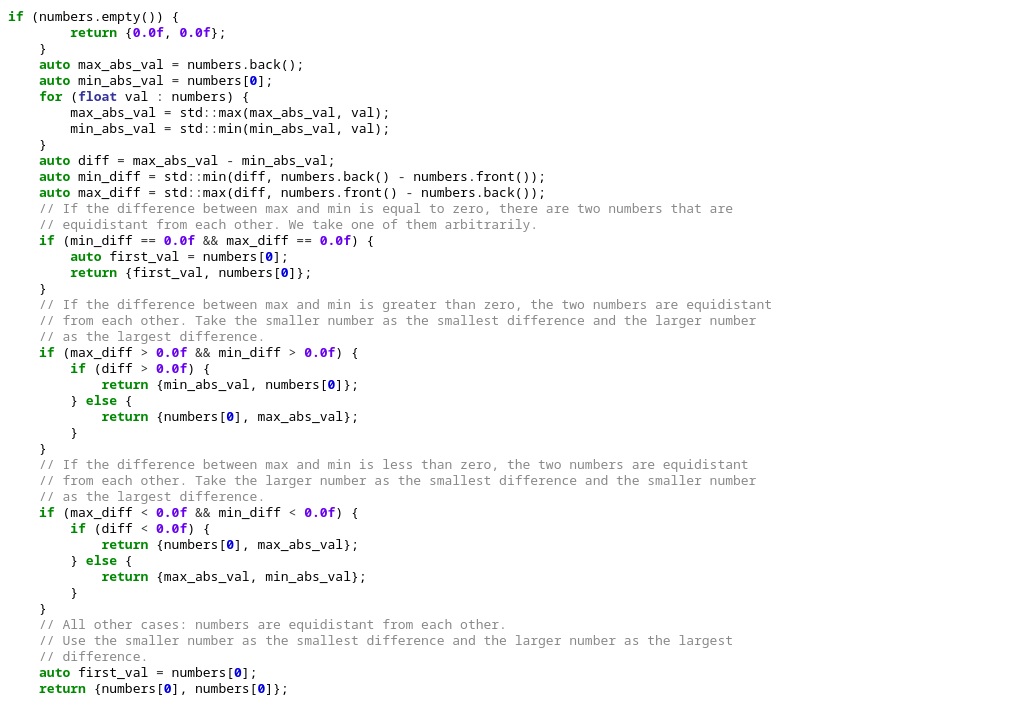 if (numbers.empty()) {
        return {0.0f, 0.0f};
    }
    auto max_abs_val = numbers.back();
    auto min_abs_val = numbers[0];
    for (float val : numbers) {
        max_abs_val = std::max(max_abs_val, val);
        min_abs_val = std::min(min_abs_val, val);
    }
    auto diff = max_abs_val - min_abs_val;
    auto min_diff = std::min(diff, numbers.back() - numbers.front());
    auto max_diff = std::max(diff, numbers.front() - numbers.back());
    // If the difference between max and min is equal to zero, there are two numbers that are
    // equidistant from each other. We take one of them arbitrarily.
    if (min_diff == 0.0f && max_diff == 0.0f) {
        auto first_val = numbers[0];
        return {first_val, numbers[0]};
    }
    // If the difference between max and min is greater than zero, the two numbers are equidistant
    // from each other. Take the smaller number as the smallest difference and the larger number
    // as the largest difference.
    if (max_diff > 0.0f && min_diff > 0.0f) {
        if (diff > 0.0f) {
            return {min_abs_val, numbers[0]};
        } else {
            return {numbers[0], max_abs_val};
        }
    }
    // If the difference between max and min is less than zero, the two numbers are equidistant
    // from each other. Take the larger number as the smallest difference and the smaller number
    // as the largest difference.
    if (max_diff < 0.0f && min_diff < 0.0f) {
        if (diff < 0.0f) {
            return {numbers[0], max_abs_val};
        } else {
            return {max_abs_val, min_abs_val};
        }
    }
    // All other cases: numbers are equidistant from each other.
    // Use the smaller number as the smallest difference and the larger number as the largest
    // difference.
    auto first_val = numbers[0];
    return {numbers[0], numbers[0]};